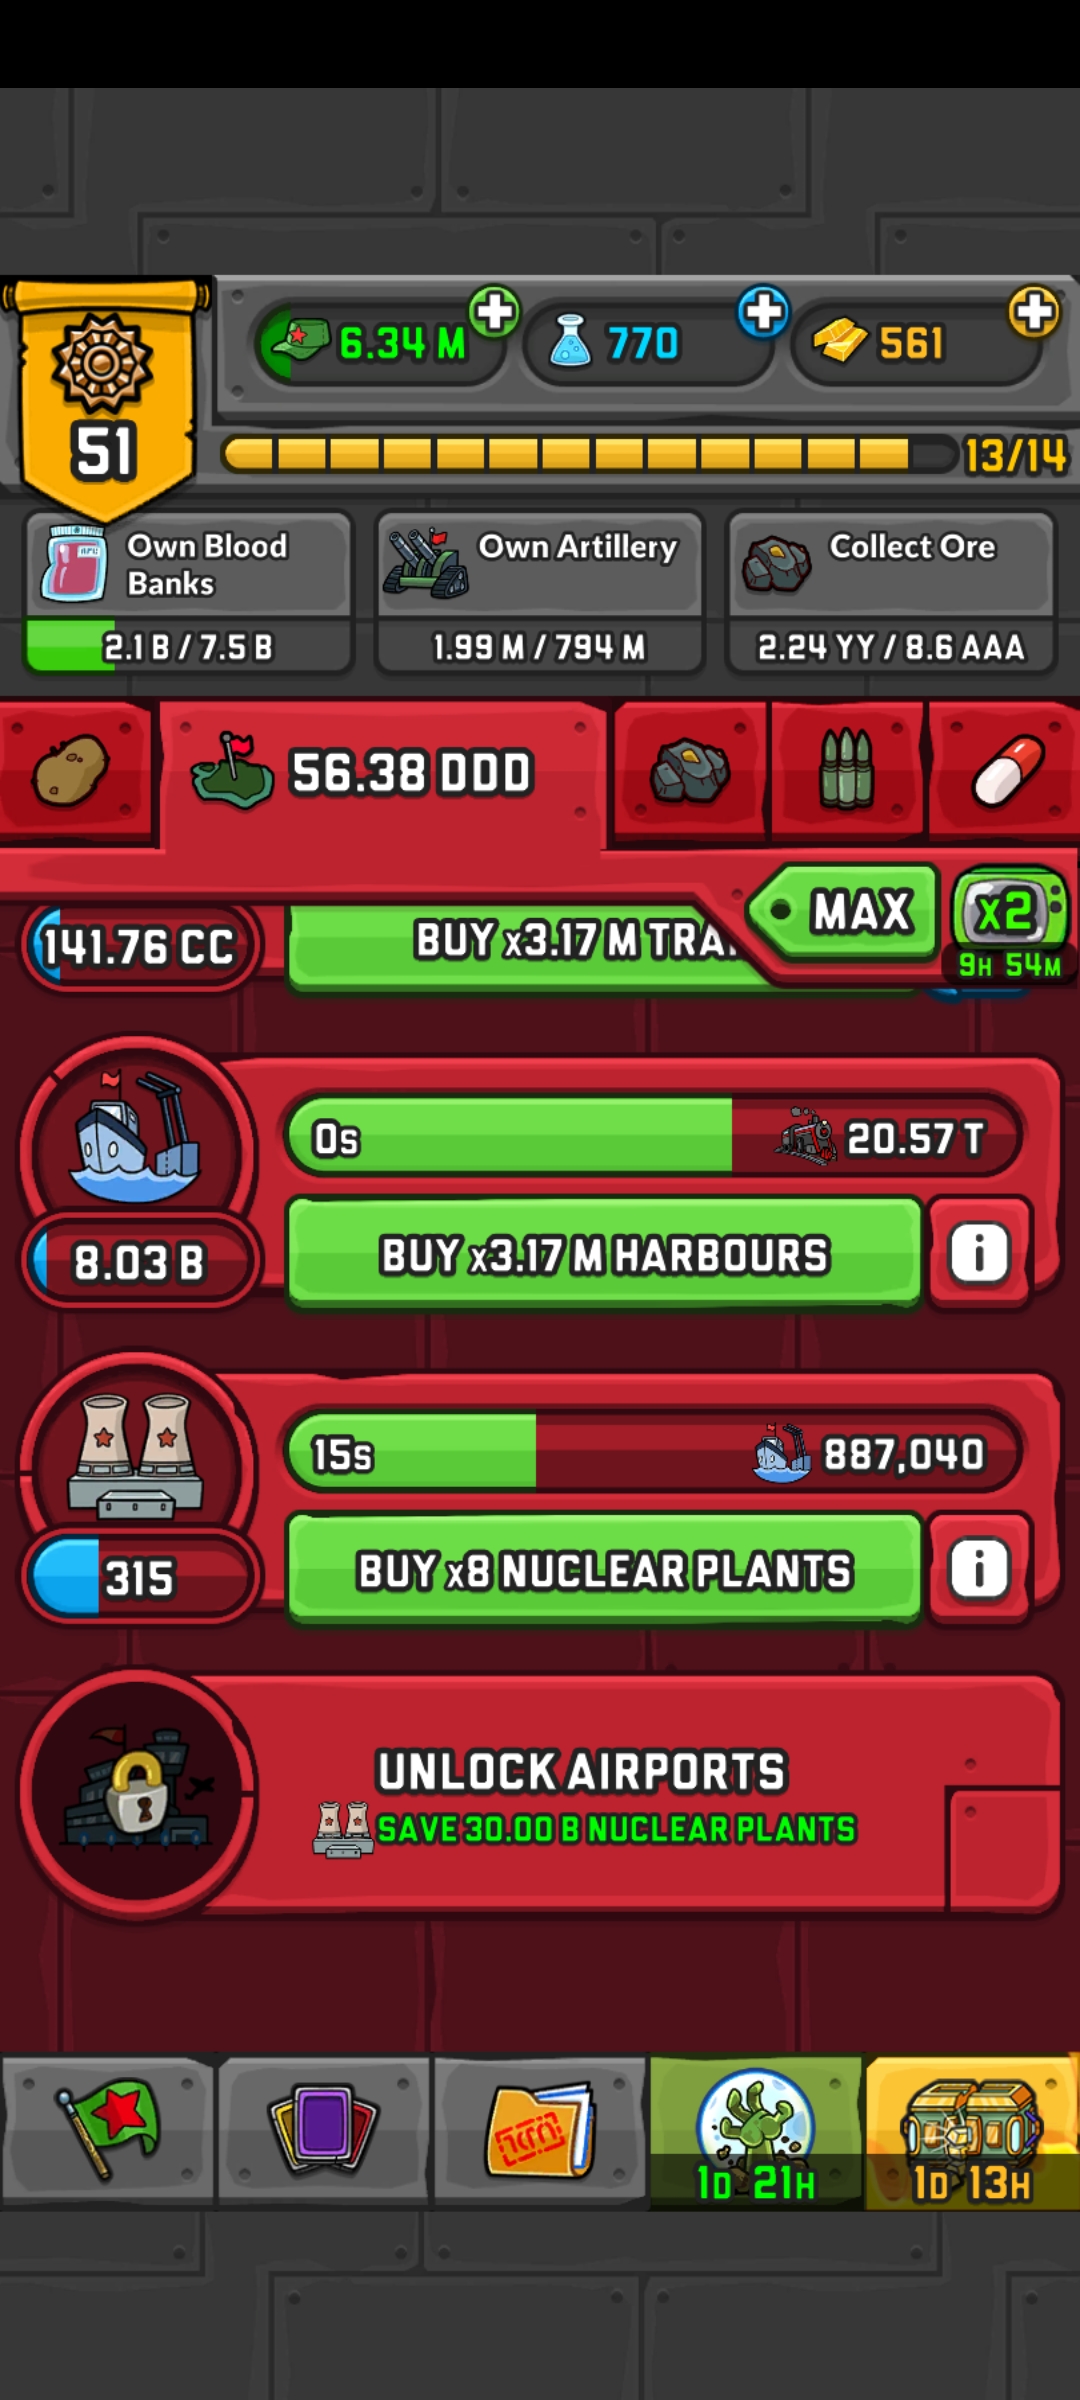 6.34 M
770
561
51
13/14
Own Blood
Banks
Own Artillery
Collect Ore
2.1 B / 7.5 B
1.99 M / 794 M
2.24 YY / 8.6 AAA
56.38 DDD
MAX
x2
9H 54M
141.76 CC
BUY x3.17 M
0s
20.57 T
8.03 B
BUY x3.17 M HARBOURS
i
15s
887,040
315
BUY x8 NUCLEAR PLANTS
i
UNLOCK AIRPORTS
SAVE 30.00 B NUCLEAR PLANTS
1D 21H
1D 13H